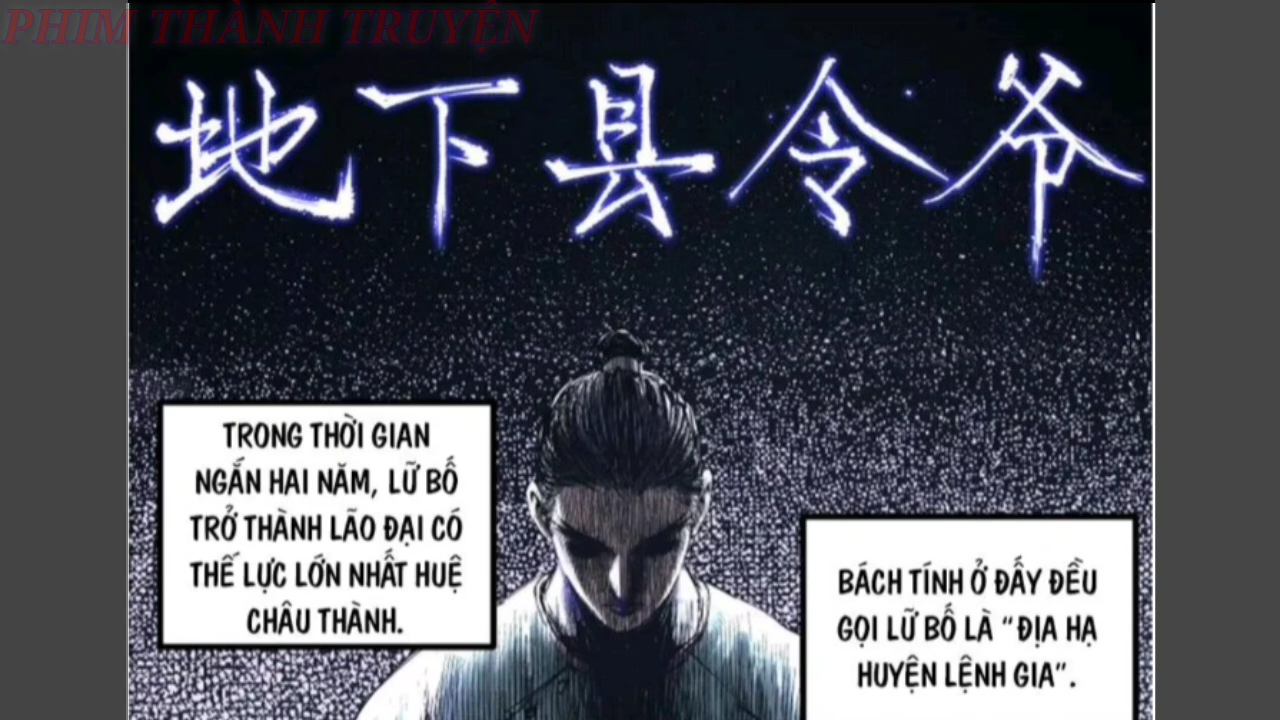 PHIM THÀNH TRUYỆN
地下县令爷
TRONG THỜI GIAN
NGẮN HAI NĂM, LỮ BỐ
TRỞ THÀNH LÃO ĐẠI CÓ
THẾ LỰC LỚN NHẤT HUỆ
CHÂU THÀNH.
BÁCH TÍNH Ở ĐẤY ĐỀU
GỌI LỮ BỐ LÀ "ĐỊA HẠ
HUYỆN LỆNH GIA".